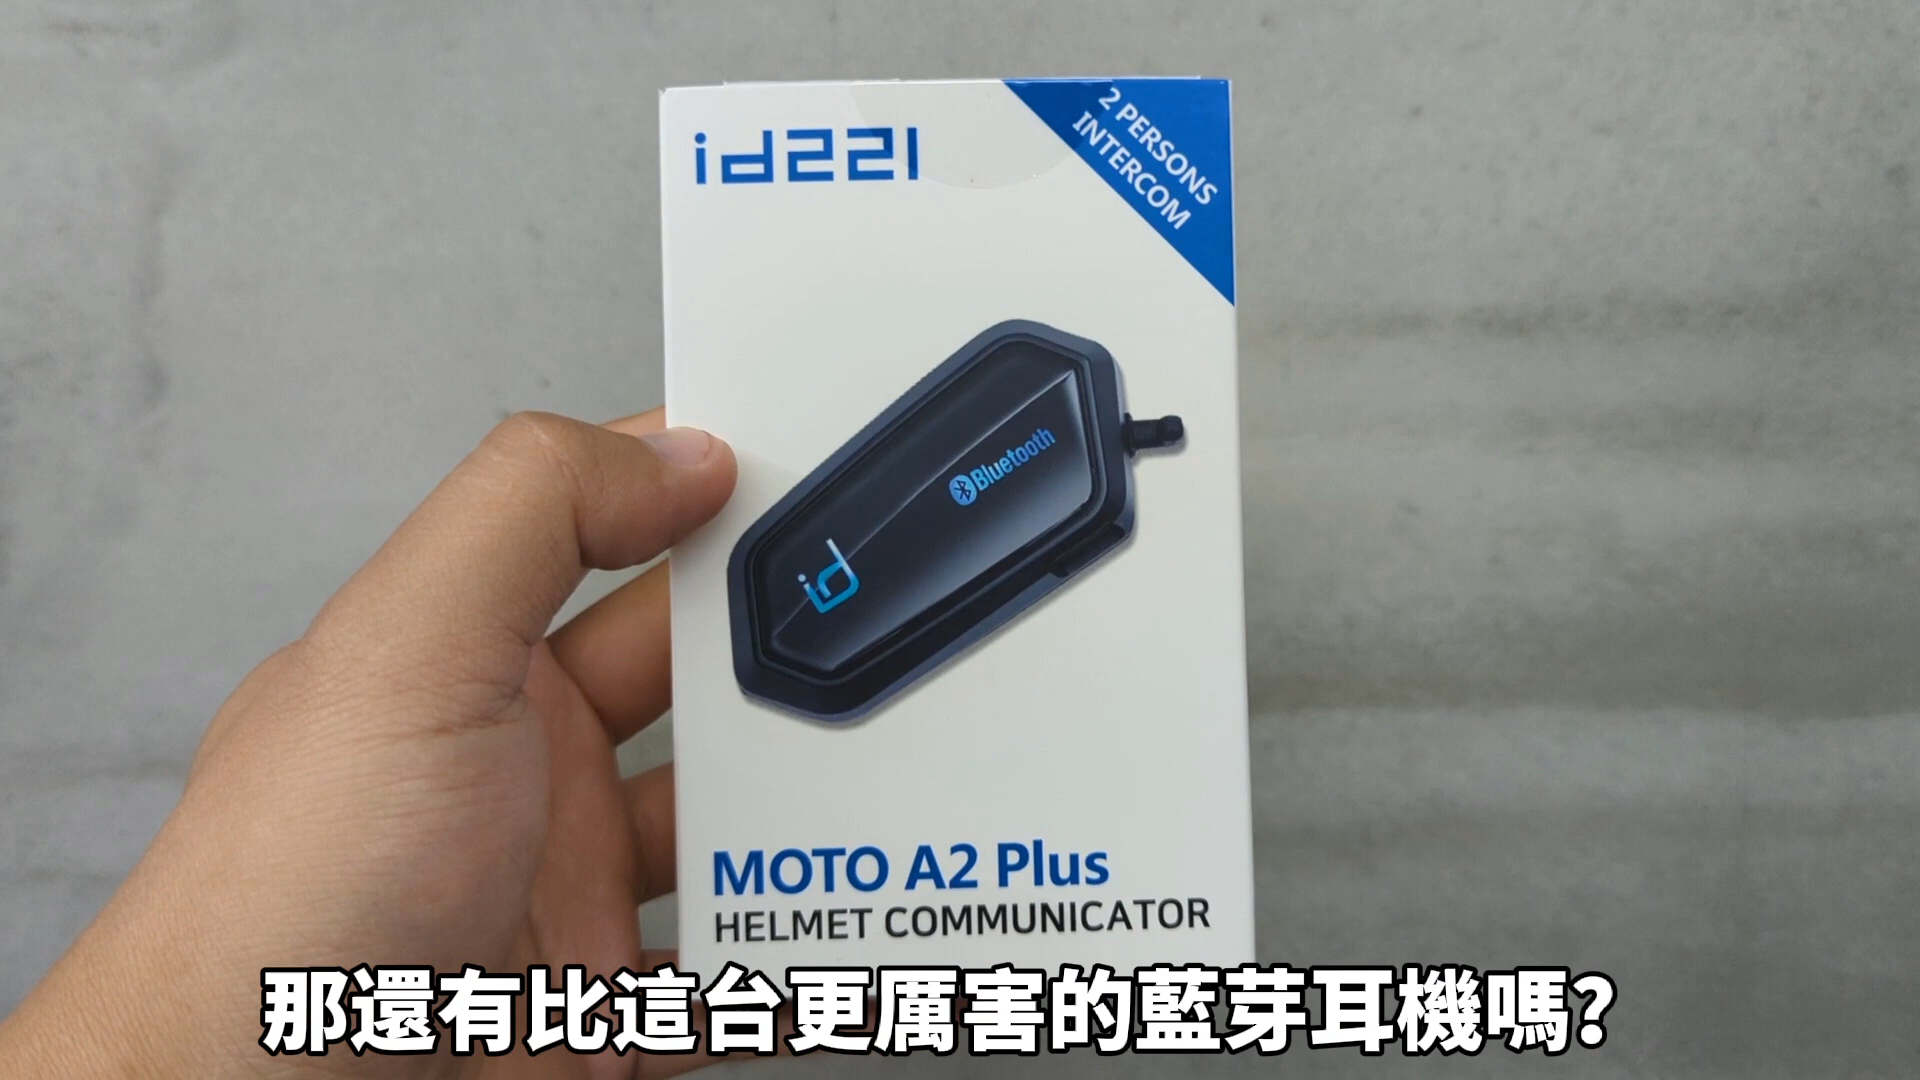 id221
2 PERSONS
INTERCOM
Bluetooth
id
MOTO A2 Plus
HELMET COMMUNICATOR
那還有比這台更厲害的藍芽耳機嗎?